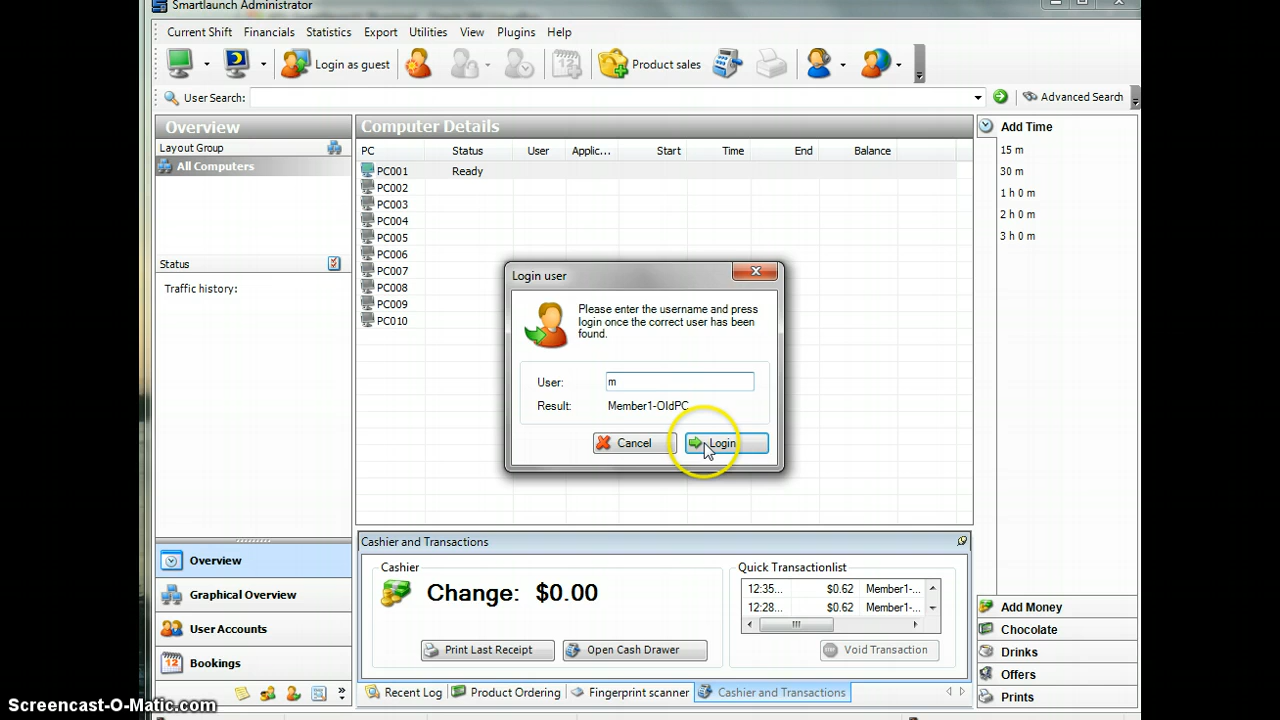 Smartlaunch Administrator
Current Shift Financials Statistics Export Utilities View Plugins Help
Login as guest Product sales
User Search: Advanced Search
Overview
Layout Group
All Computers
Status
Traffic history:
Computer Details
PC Status User Applic... Start Time End Balance
PC001 Ready
PC002
PC003
PC004
PC005
PC006
PC007
PC008
PC009
PC010
Add Time
15 m
30 m
1 h 0 m
2 h 0 m
3 h 0 m
Login user
Please enter the username and press
login once the correct user has been
found.
User: m
Result: Member1-OldPC
Cancel Login
Overview
Graphical Overview
User Accounts
Bookings
Cashier and Transactions
Cashier
Change: $0.00
Print Last Receipt Open Cash Drawer
Quick Transactionlist
12:35... $0.62 Member1-...
12:28... $0.62 Member1-...
Void Transaction
Recent Log Product Ordering Fingerprint scanner Cashier and Transactions
Add Money
Chocolate
Drinks
Offers
Prints
Screencast-O-Matic.com